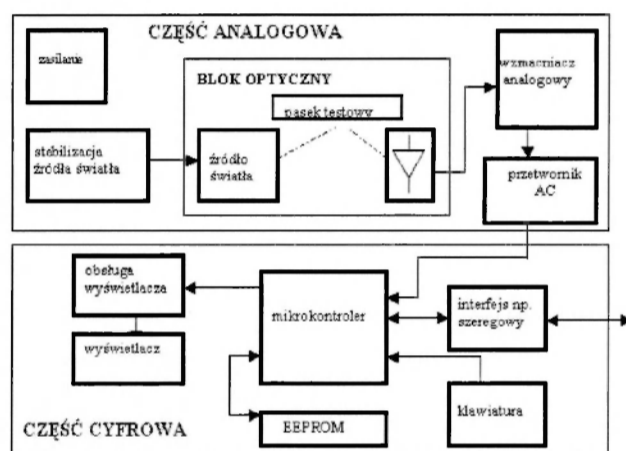 CZĘŚĆ ANALOGOWA
zasilanie
BLOK OPTYCZNY
pasek testowy
wzmacniacz
analogowy
stabilizacja
źródła światła
źródło
światła
przetwornik
AC
obsługa
wyświetlacza
mikrokontroler
interfejs np.
szeregowy
wyświetlacz
klawiatura
EEPROM
CZĘŚĆ CYFROWA